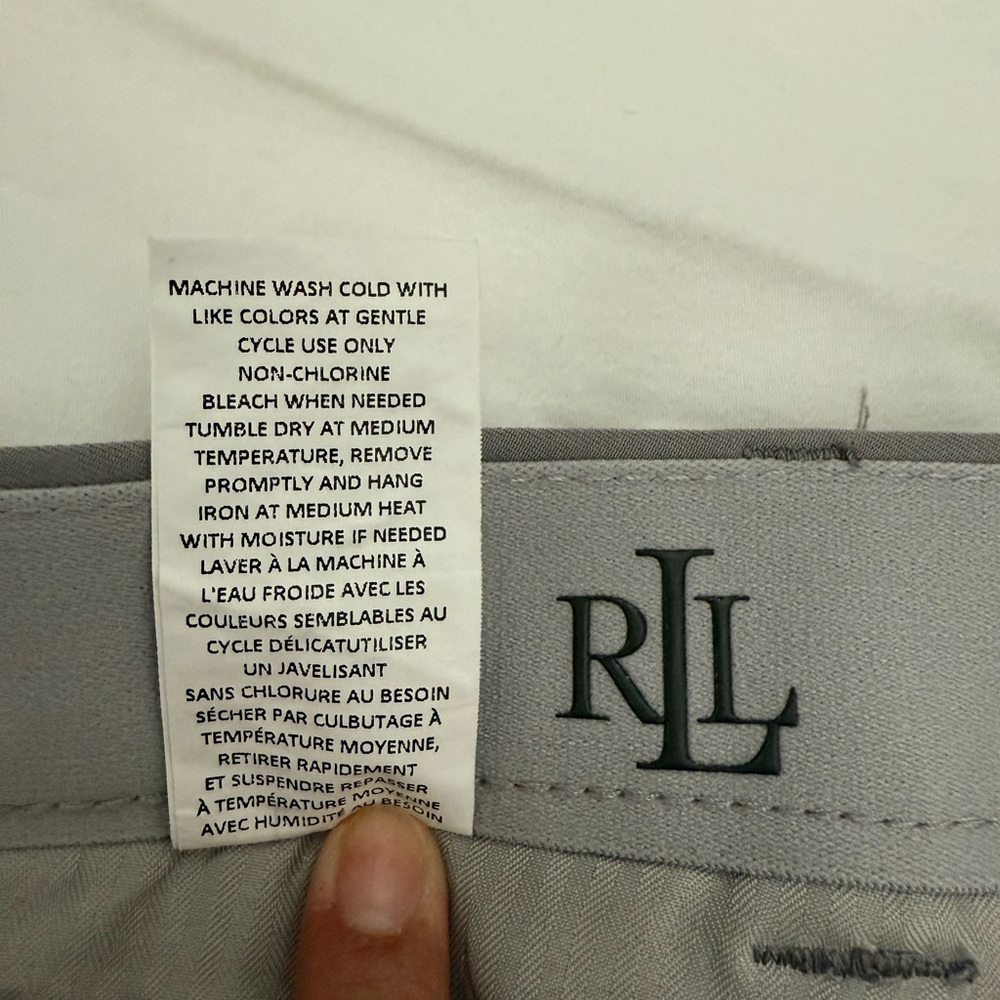 MACHINE WASH COLD WITH
LIKE COLORS AT GENTLE
CYCLE USE ONLY
NON-CHLORINE
BLEACH WHEN NEEDED
TUMBLE DRY AT MEDIUM
TEMPERATURE, REMOVE
PROMPTLY AND HANG
IRON AT MEDIUM HEAT
WITH MOISTURE IF NEEDED
LAVER À LA MACHINE À
L'EAU FROIDE AVEC LES
COULEURS SEMBLABLES AU
CYCLE DÉLICATUTILISER
UN JAVELISANT
SANS CHLORURE AU BESOIN
SÉCHER PAR CULBUTAGE À
TEMPÉRATURE MOYENNE,
RETIRER RAPIDEMENT
ET SUSPENDRE REPASSER
À TEMPÉRATURE MOYENNE
AVEC HUMIDITÉ AU BESOIN
RLL